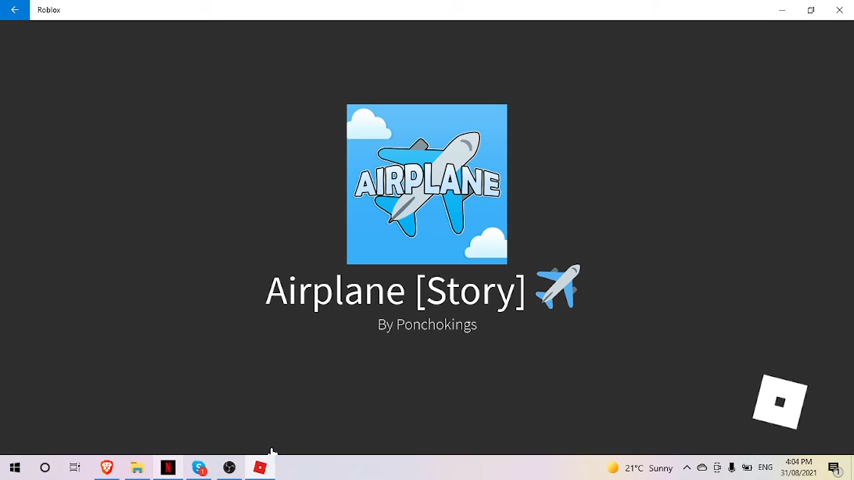 Roblox
AIRPLANE
Airplane [Story] ✈️
By Ponchokings
21°C Sunny
ENG
4:04 PM
31/08/2021